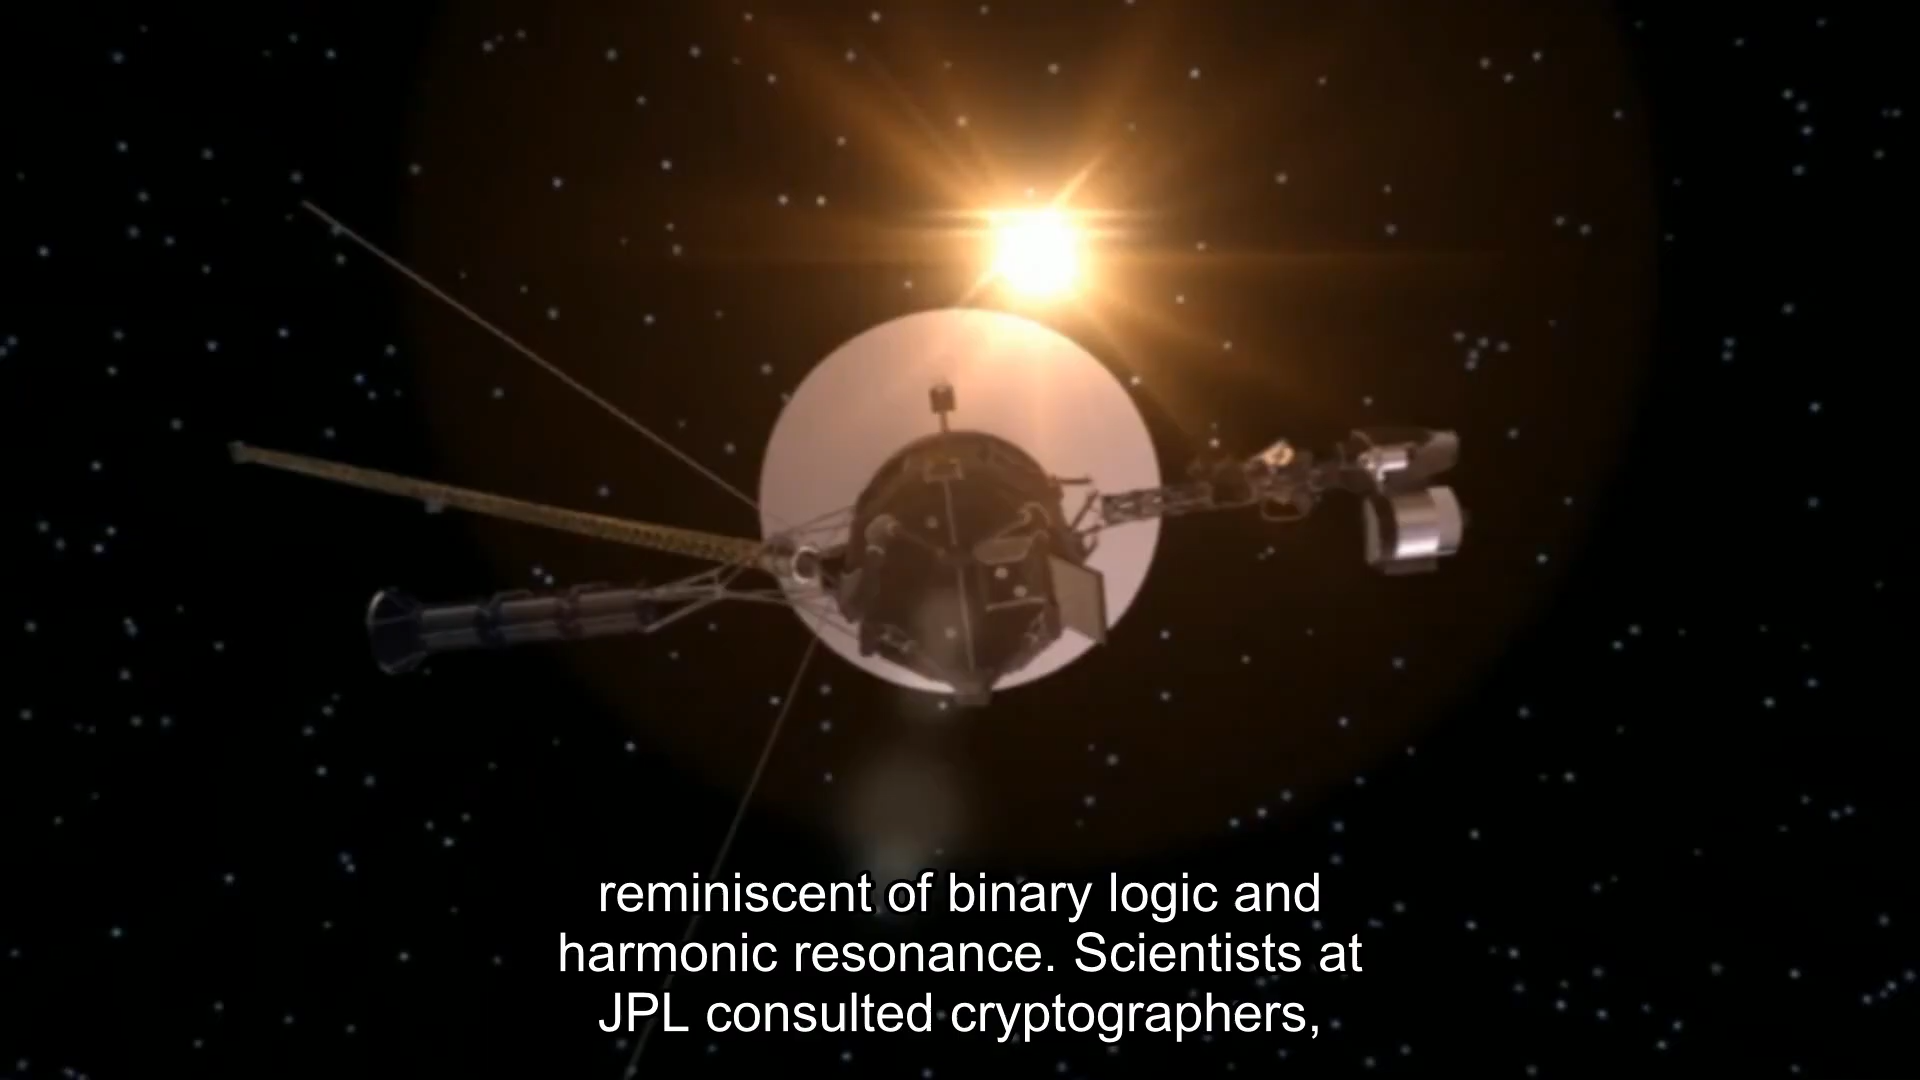 reminiscent of binary logic and
harmonic resonance. Scientists at
JPL consulted cryptographers,